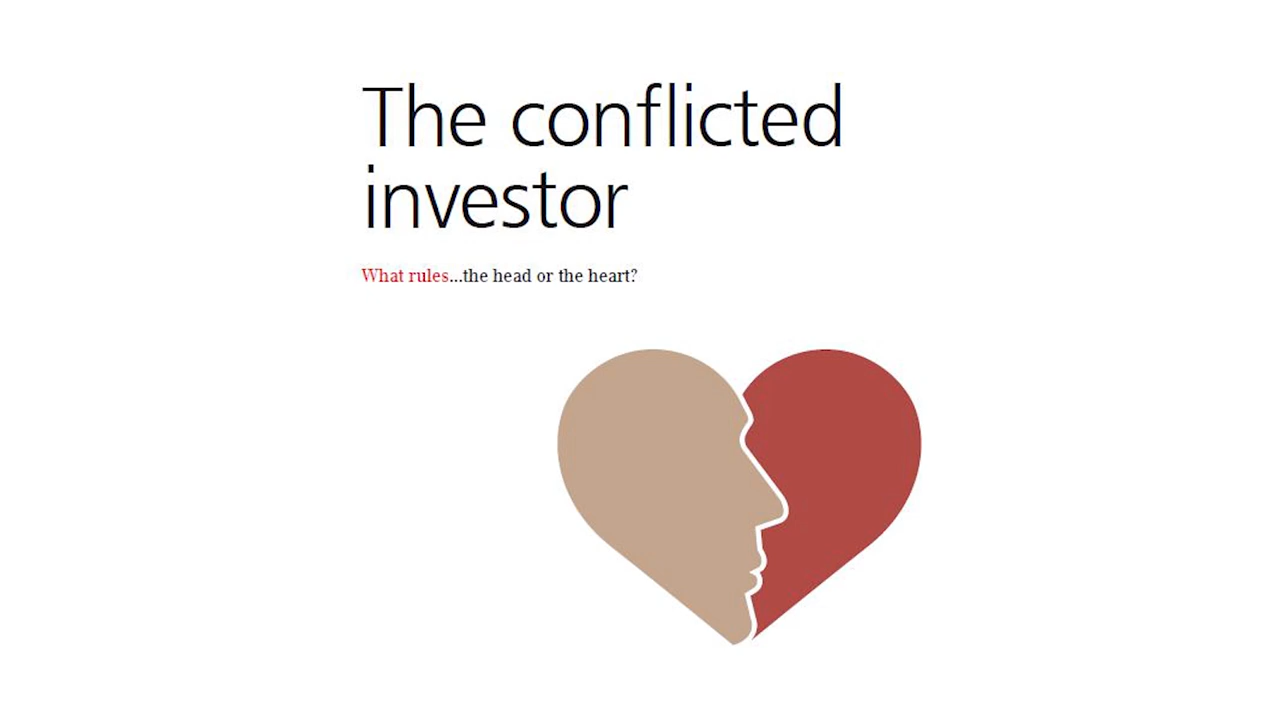 The conflicted
investor
What rules...the head or the heart?